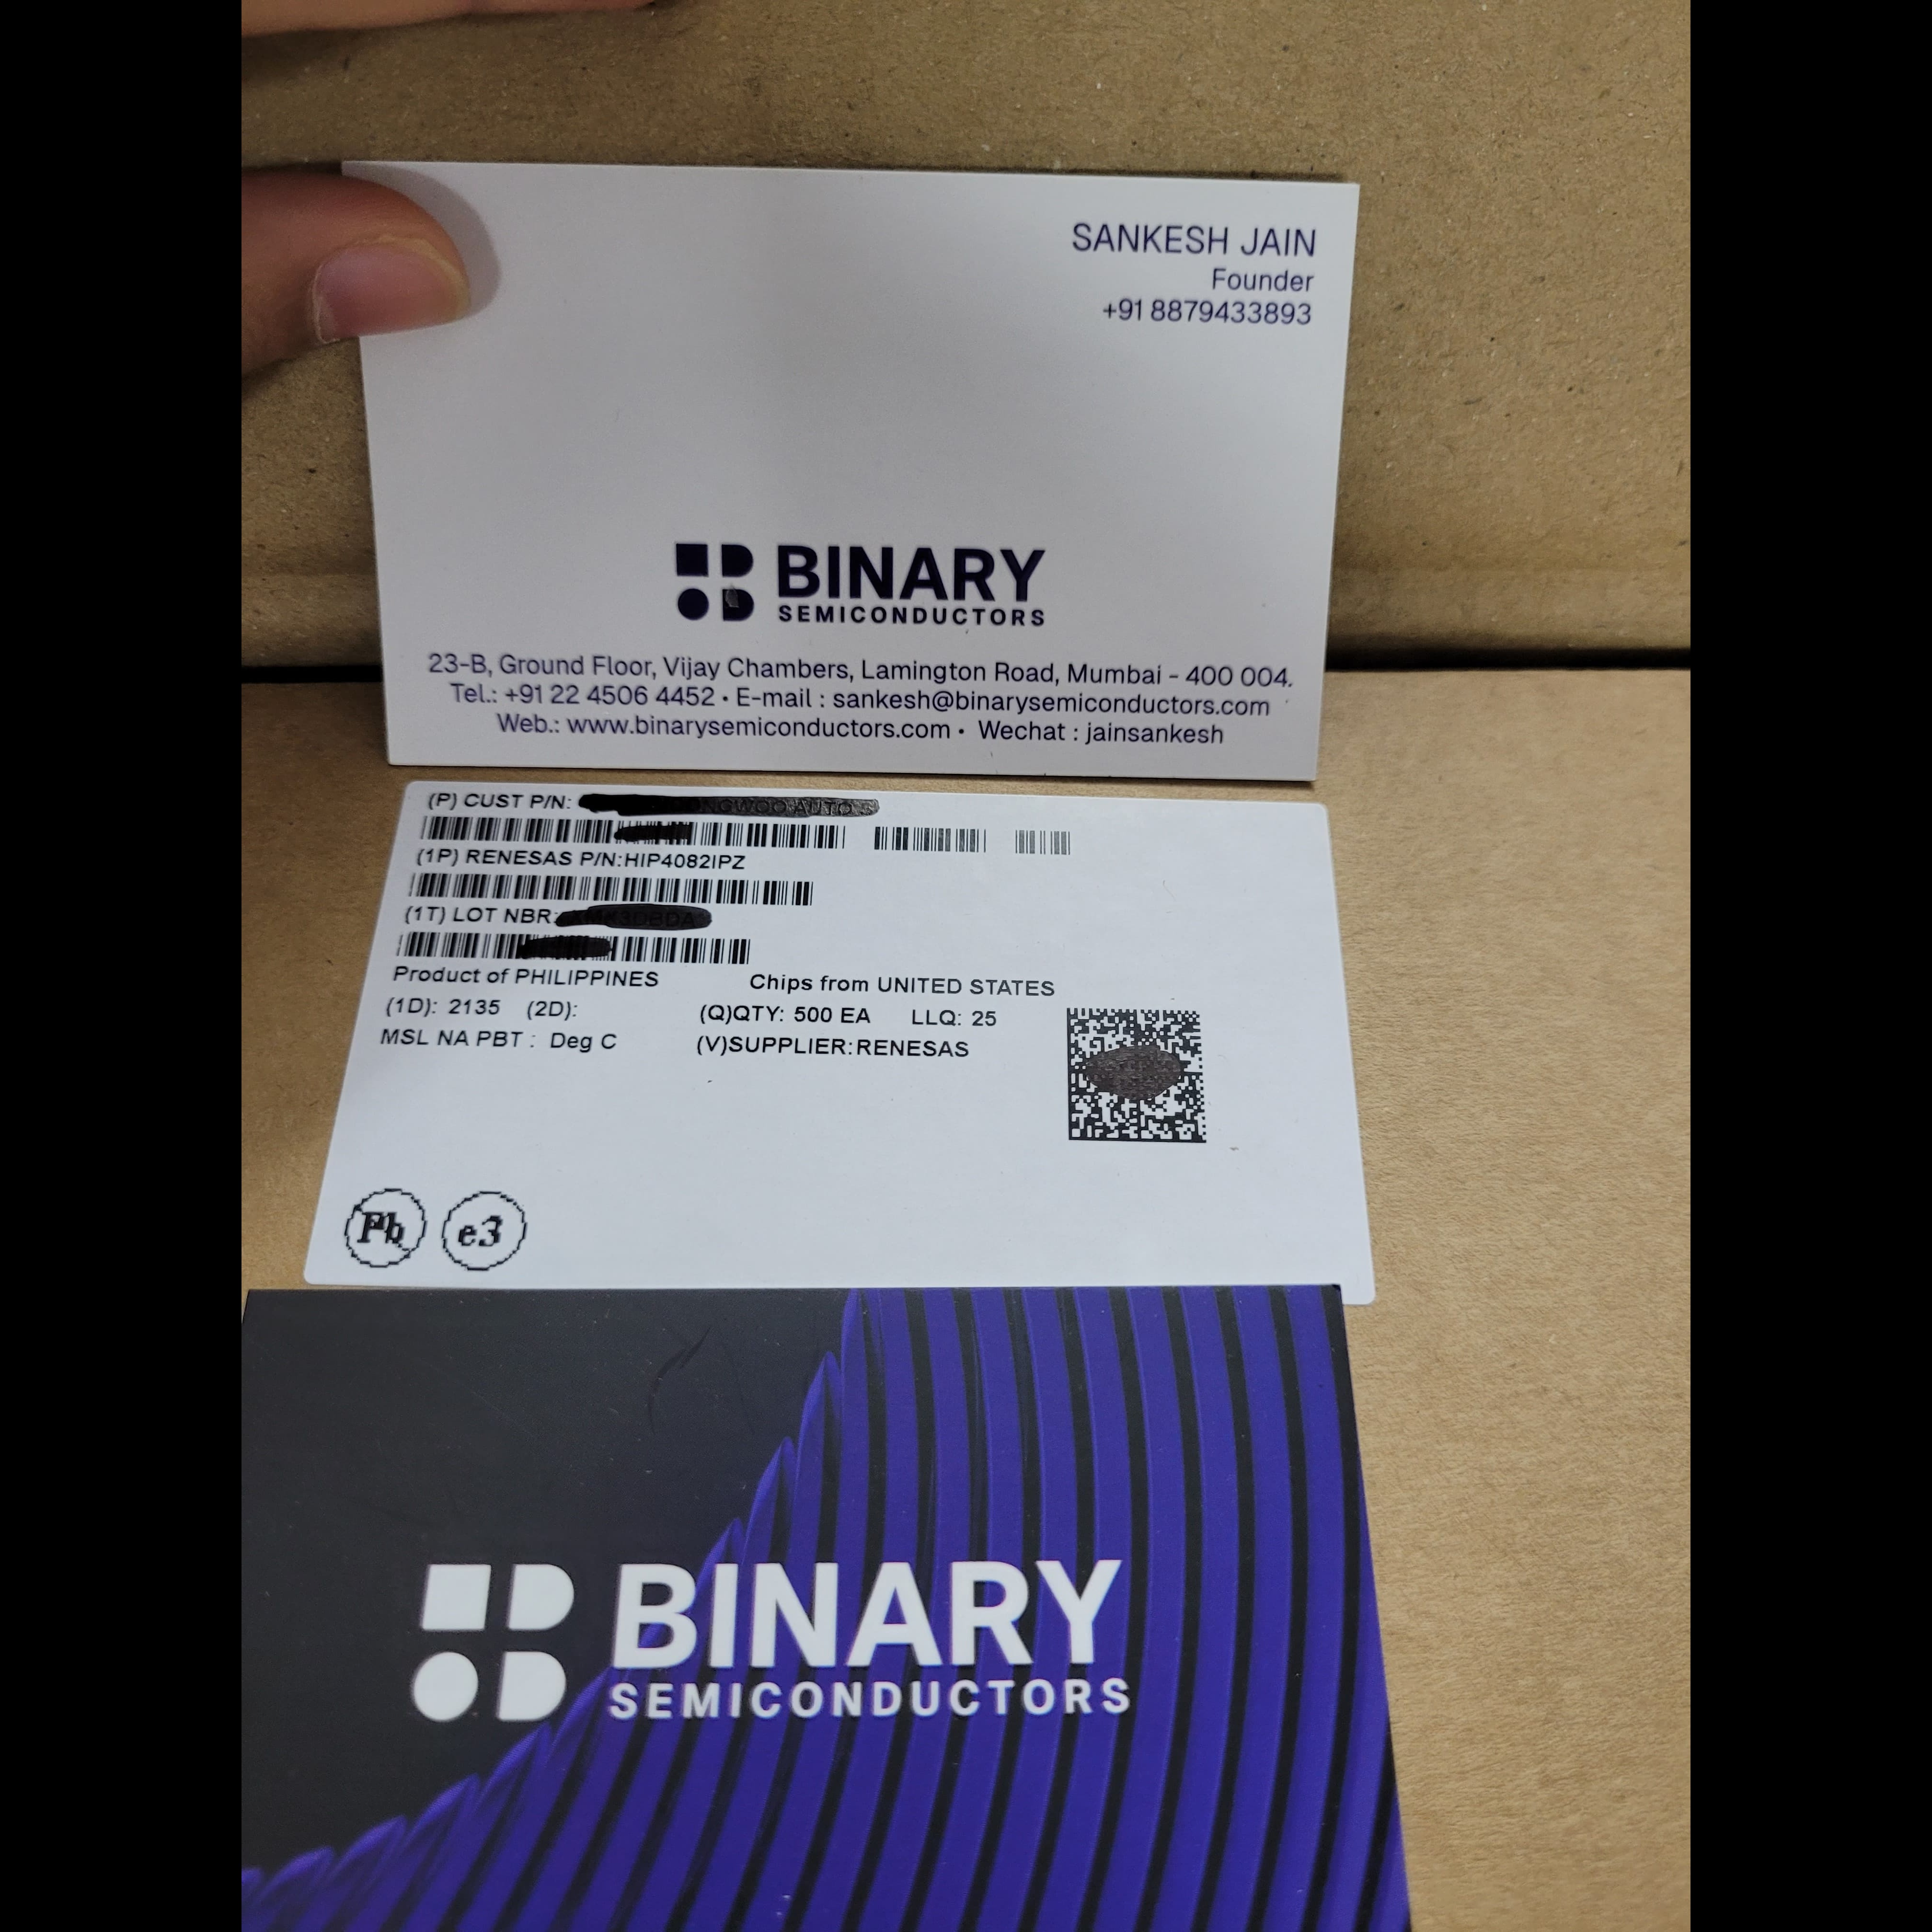 SANKESH JAIN
Founder
+91 8879433893
BINARY
SEMICONDUCTORS
23-B, Ground Floor, Vijay Chambers, Lamington Road, Mumbai - 400 004.
Tel.: +91 22 4506 4452 • E-mail : sankesh@binarysemiconductors.com
Web.: www.binarysemiconductors.com • Wechat : jainsankesh
(P) CUST P/N: AUTO
(1P) RENESAS P/N:HIP4082IPZ
(1T) LOT NBR:
Product of PHILIPPINES Chips from UNITED STATES
(1D): 2135 (2D): (Q)QTY: 500 EA LLQ: 25
MSL NA PBT : Deg C (V)SUPPLIER:RENESAS
Pb e3
BINARY
SEMICONDUCTORS